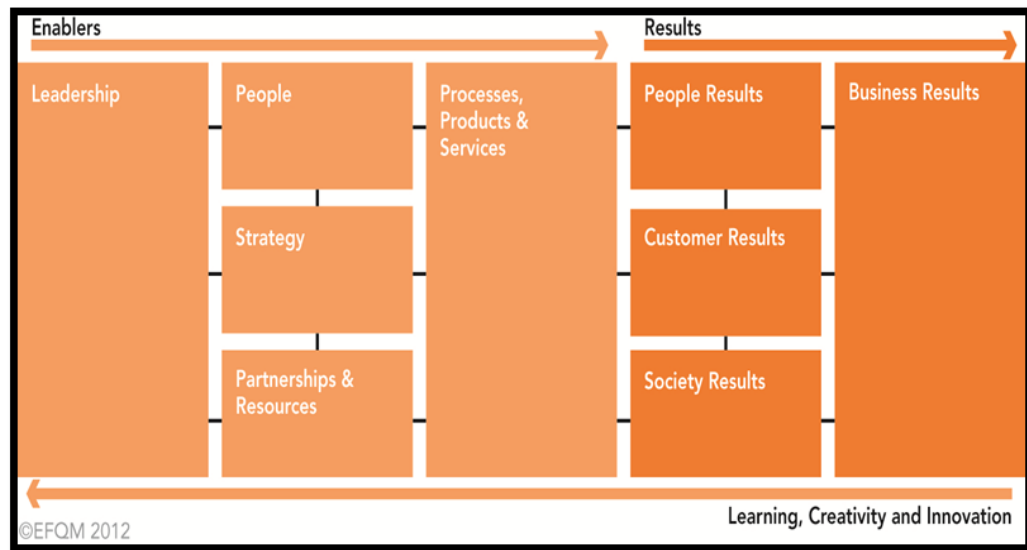 Enablers
Results
Leadership
People
Processes,
Products &
Services
People Results
Business Results
Strategy
Customer Results
Partnerships &
Resources
Society Results
Learning, Creativity and Innovation
©EFQM 2012